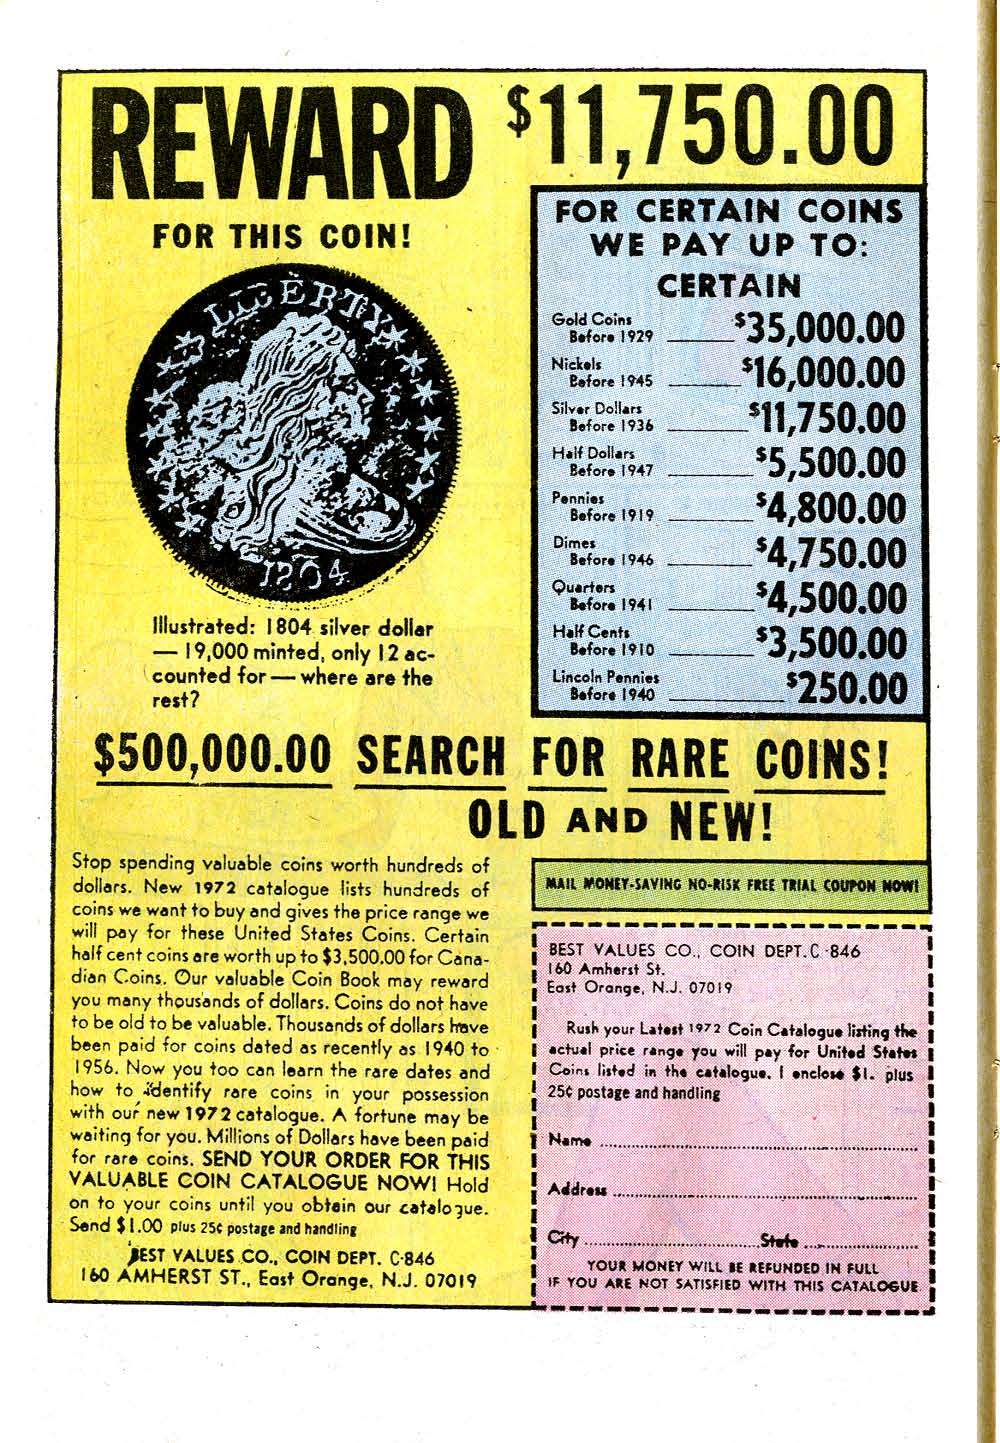 REWARD $11,750.00
FOR THIS COIN!
LIBERTY
1804
Illustrated: 1804 silver dollar
— 19,000 minted, only 12 ac-
counted for — where are the
rest?
FOR CERTAIN COINS
WE PAY UP TO:
CERTAIN
Gold Coins
Before 1929 $35,000.00
Nickels
Before 1945 $16,000.00
Silver Dollars
Before 1936 $11,750.00
Half Dollars
Before 1947 $5,500.00
Pennies
Before 1919 $4,800.00
Dimes
Before 1946 $4,750.00
Quarters
Before 1941 $4,500.00
Half Cents
Before 1910 $3,500.00
Lincoln Pennies
Before 1940 $250.00
$500,000.00 SEARCH FOR RARE COINS!
OLD AND NEW!
Stop spending valuable coins worth hundreds of
dollars. New 1972 catalogue lists hundreds of
coins we want to buy and gives the price range we
will pay for these United States Coins. Certain
half cent coins are worth up to $3,500.00 for Cana-
dian Coins. Our valuable Coin Book may reward
you many thousands of dollars. Coins do not have
to be old to be valuable. Thousands of dollars have
been paid for coins dated as recently as 1940 to
1956. Now you too can learn the rare dates and
how to identify rare coins in your possession
with our new 1972 catalogue. A fortune may be
waiting for you. Millions of Dollars have been paid
for rare coins. SEND YOUR ORDER FOR THIS
VALUABLE COIN CATALOGUE NOW! Hold
on to your coins until you obtain our catalogue.
Send $1.00 plus 25¢ postage and handling
BEST VALUES CO., COIN DEPT. C-846
160 AMHERST ST., East Orange, N.J. 07019
MAIL MONEY-SAVING NO-RISK FREE TRIAL COUPON NOW!
BEST VALUES CO., COIN DEPT. C-846
160 Amherst St.
East Orange, N.J. 07019
Rush your Latest 1972 Coin Catalogue listing the
actual price range you will pay for United States
Coins listed in the catalogue. I enclose $1. plus
25¢ postage and handling
Name
Address
City State
YOUR MONEY WILL BE REFUNDED IN FULL
IF YOU ARE NOT SATISFIED WITH THIS CATALOGUE